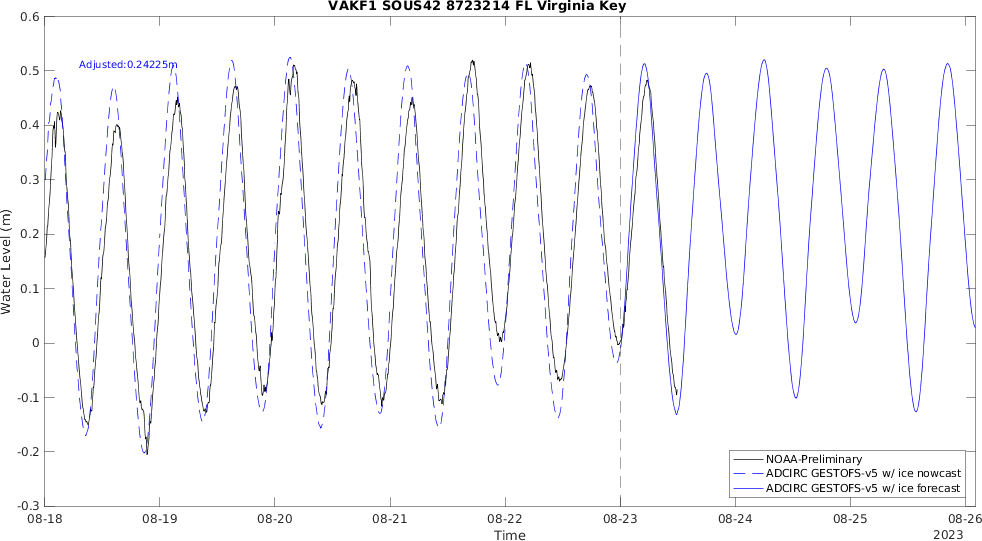 VAKF1 SOUS42 8723214 FL Virginia Key
Adjusted:0.24225m
Water Level (m)
0.6
0.5
0.4
0.3
0.2
0.1
0
-0.1
-0.2
-0.3
NOAA-Preliminary
ADCIRC GESTOFS-v5 w/ ice nowcast
ADCIRC GESTOFS-v5 w/ ice forecast
08-18 08-19 08-20 08-21 08-22 08-23 08-24 08-25 08-26
Time
2023